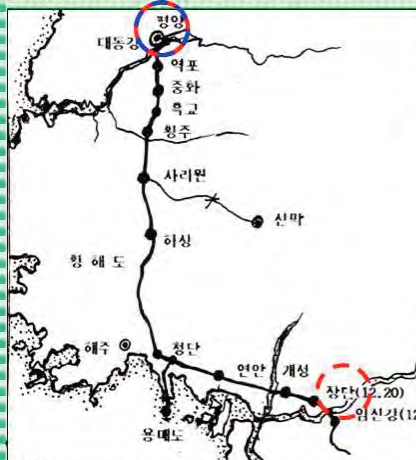 평양
대동강
역포
중화
흑교
횡주
사리원
신막
하싱
황해도
해주
청단
연안
개성
장단(12.20)
임진강(12
용매도